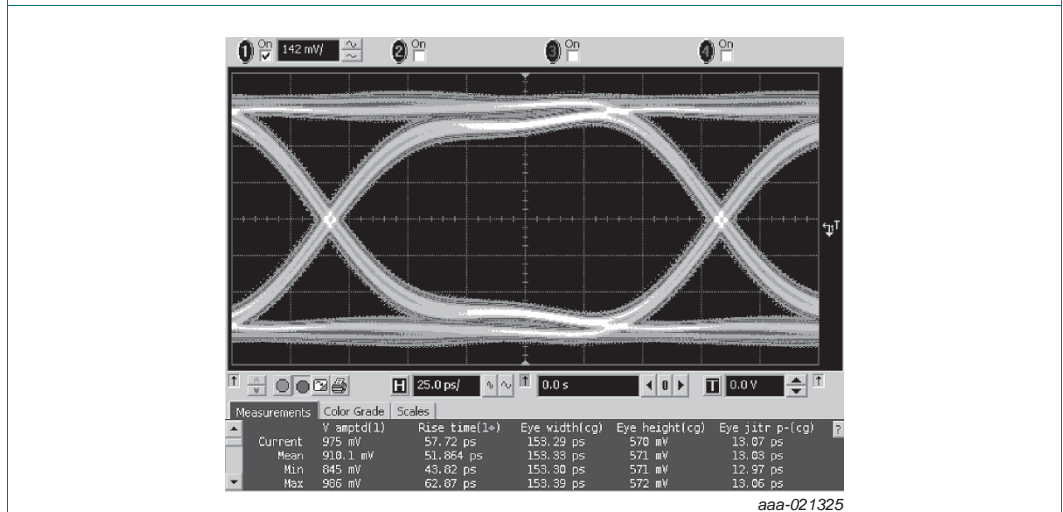 1 On 142 mV/ 2 On 3 On 4 On
T
H 25.0 ps/ 0.0 s 0 T 0.0 V
Measurements Color Grade Scales
V amptd(1) Rise time(1*) Eye width(cg) Eye height(cg) Eye jitr p-(cg) ?
Current 975 mV 57.72 ps 153.29 ps 570 mV 13.07 ps
Mean 910.1 mV 51.864 ps 153.33 ps 571 mV 13.03 ps
Min 845 mV 43.82 ps 153.30 ps 571 mV 12.97 ps
Max 986 mV 62.87 ps 153.39 ps 572 mV 13.06 ps
aaa-021325